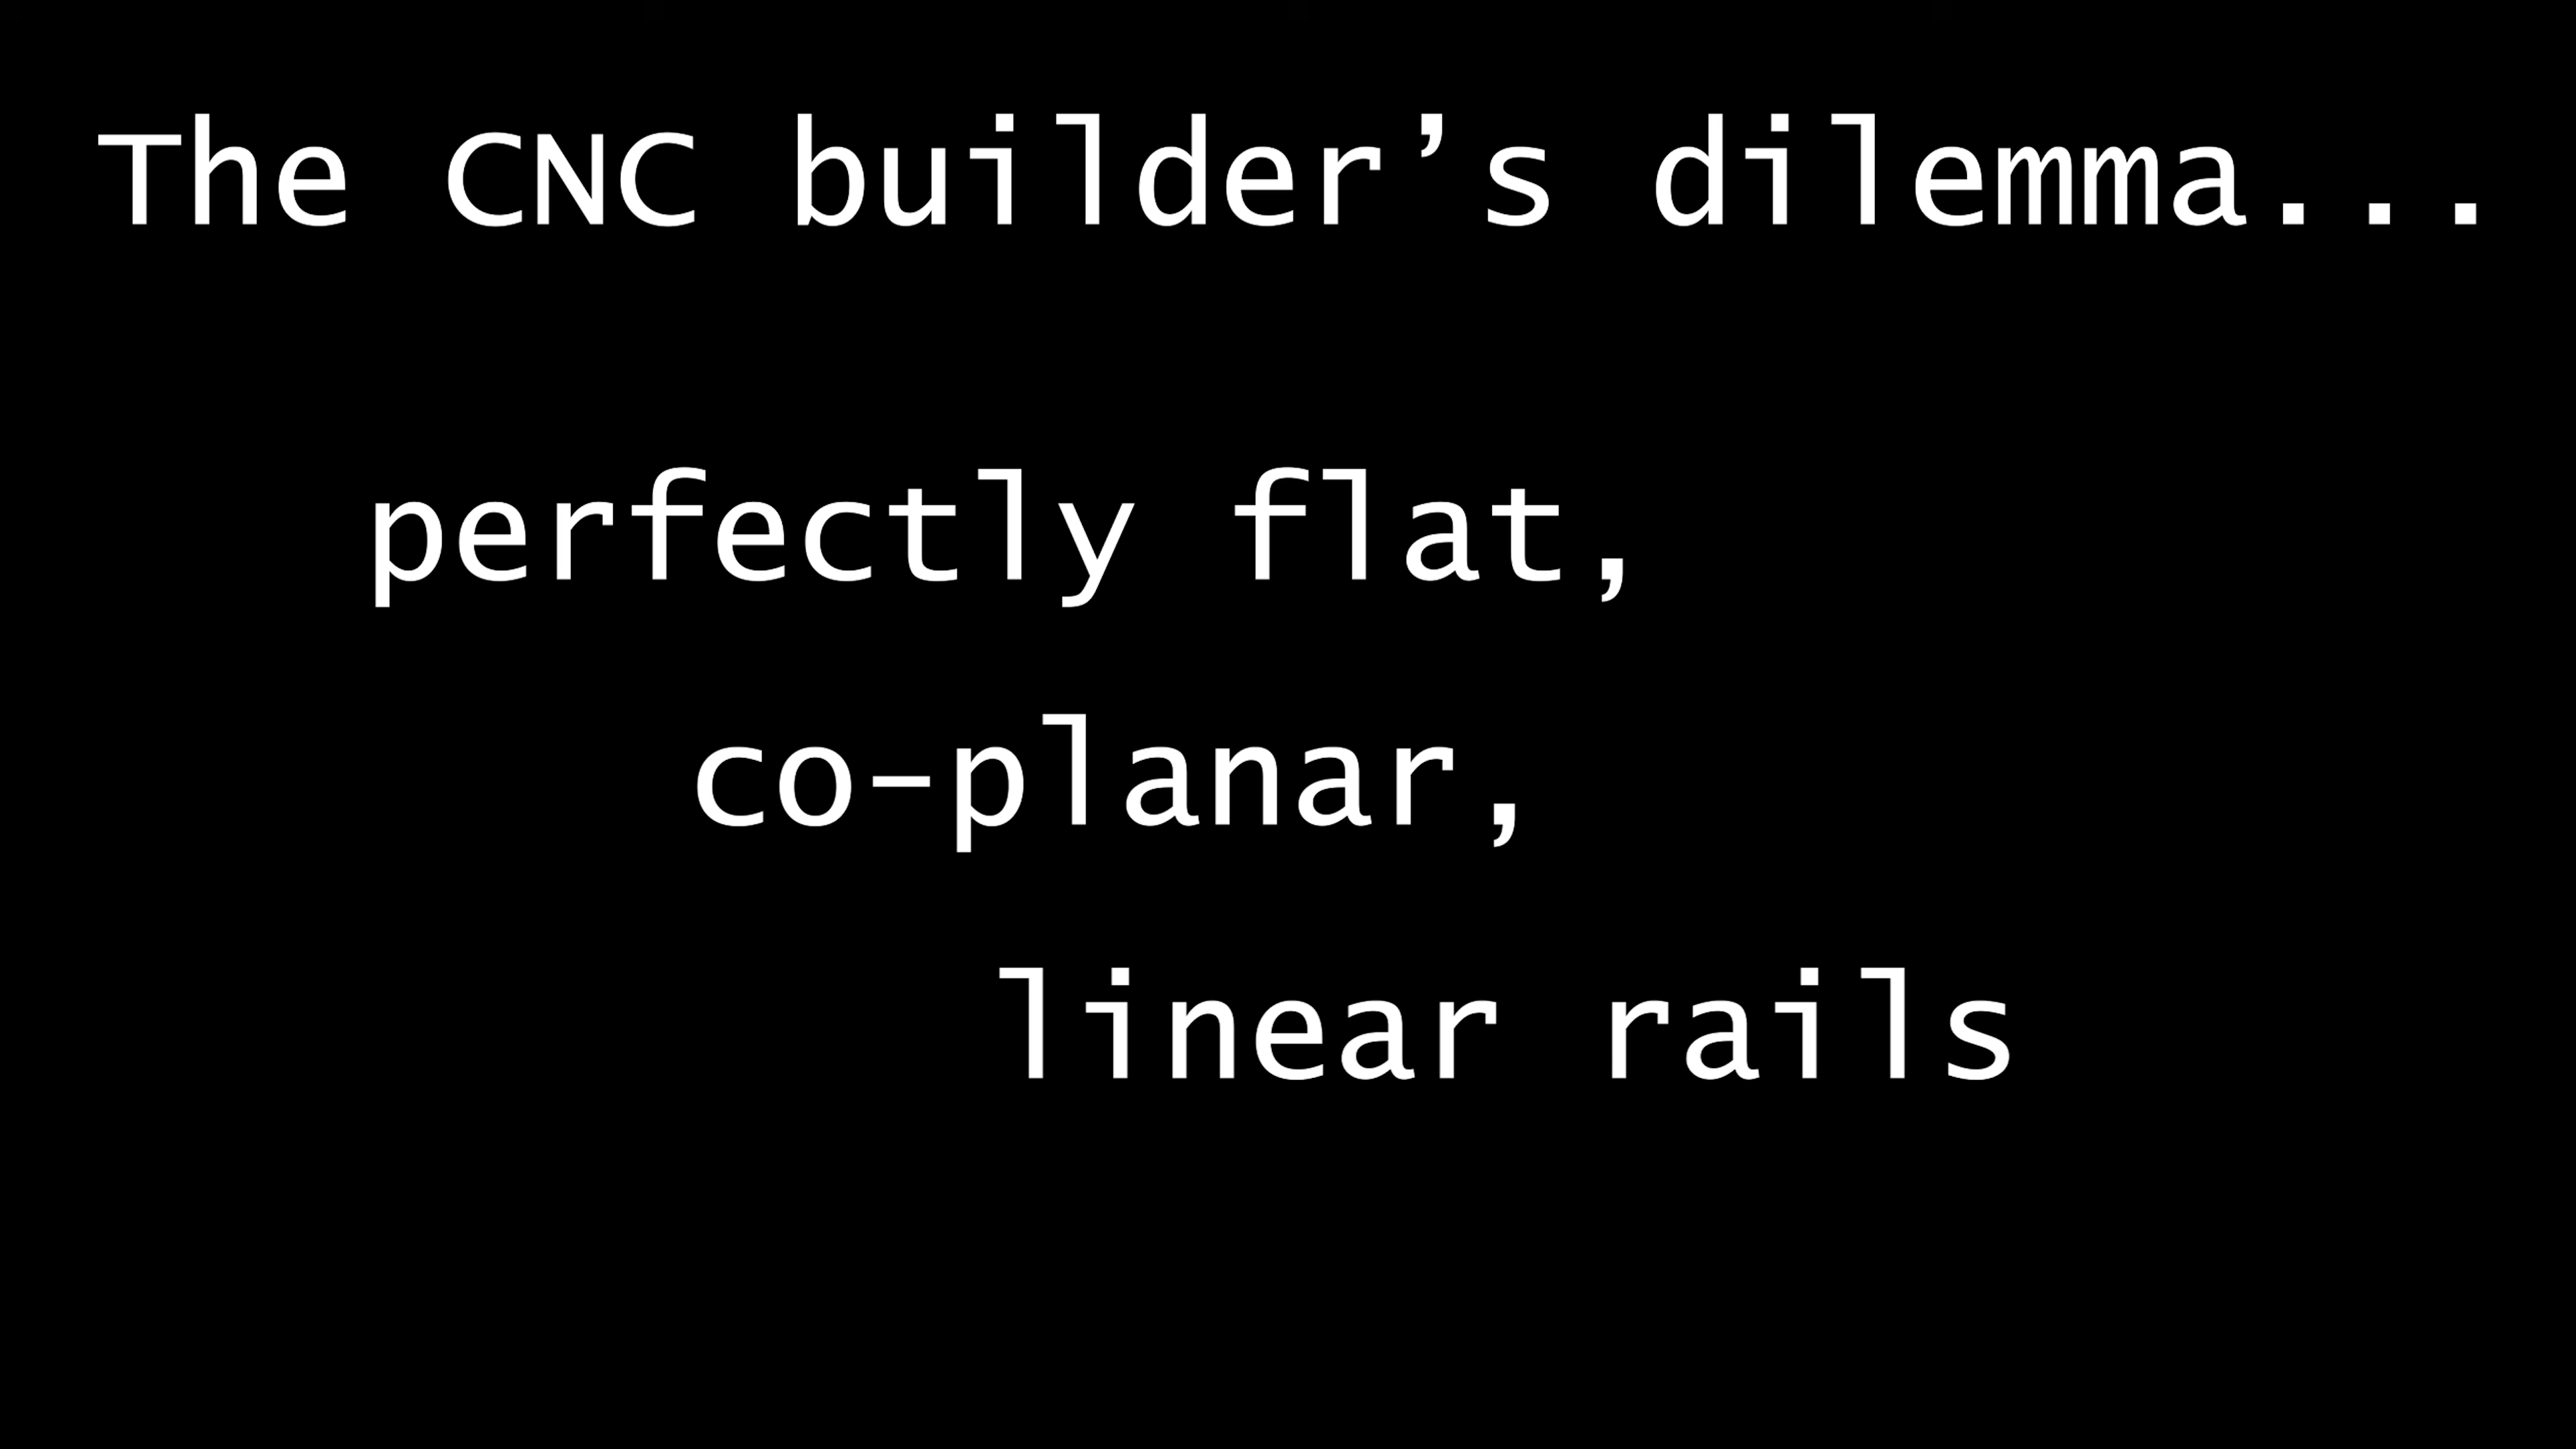 The CNC builder’s dilemma...
perfectly flat,
co-planar,
linear rails